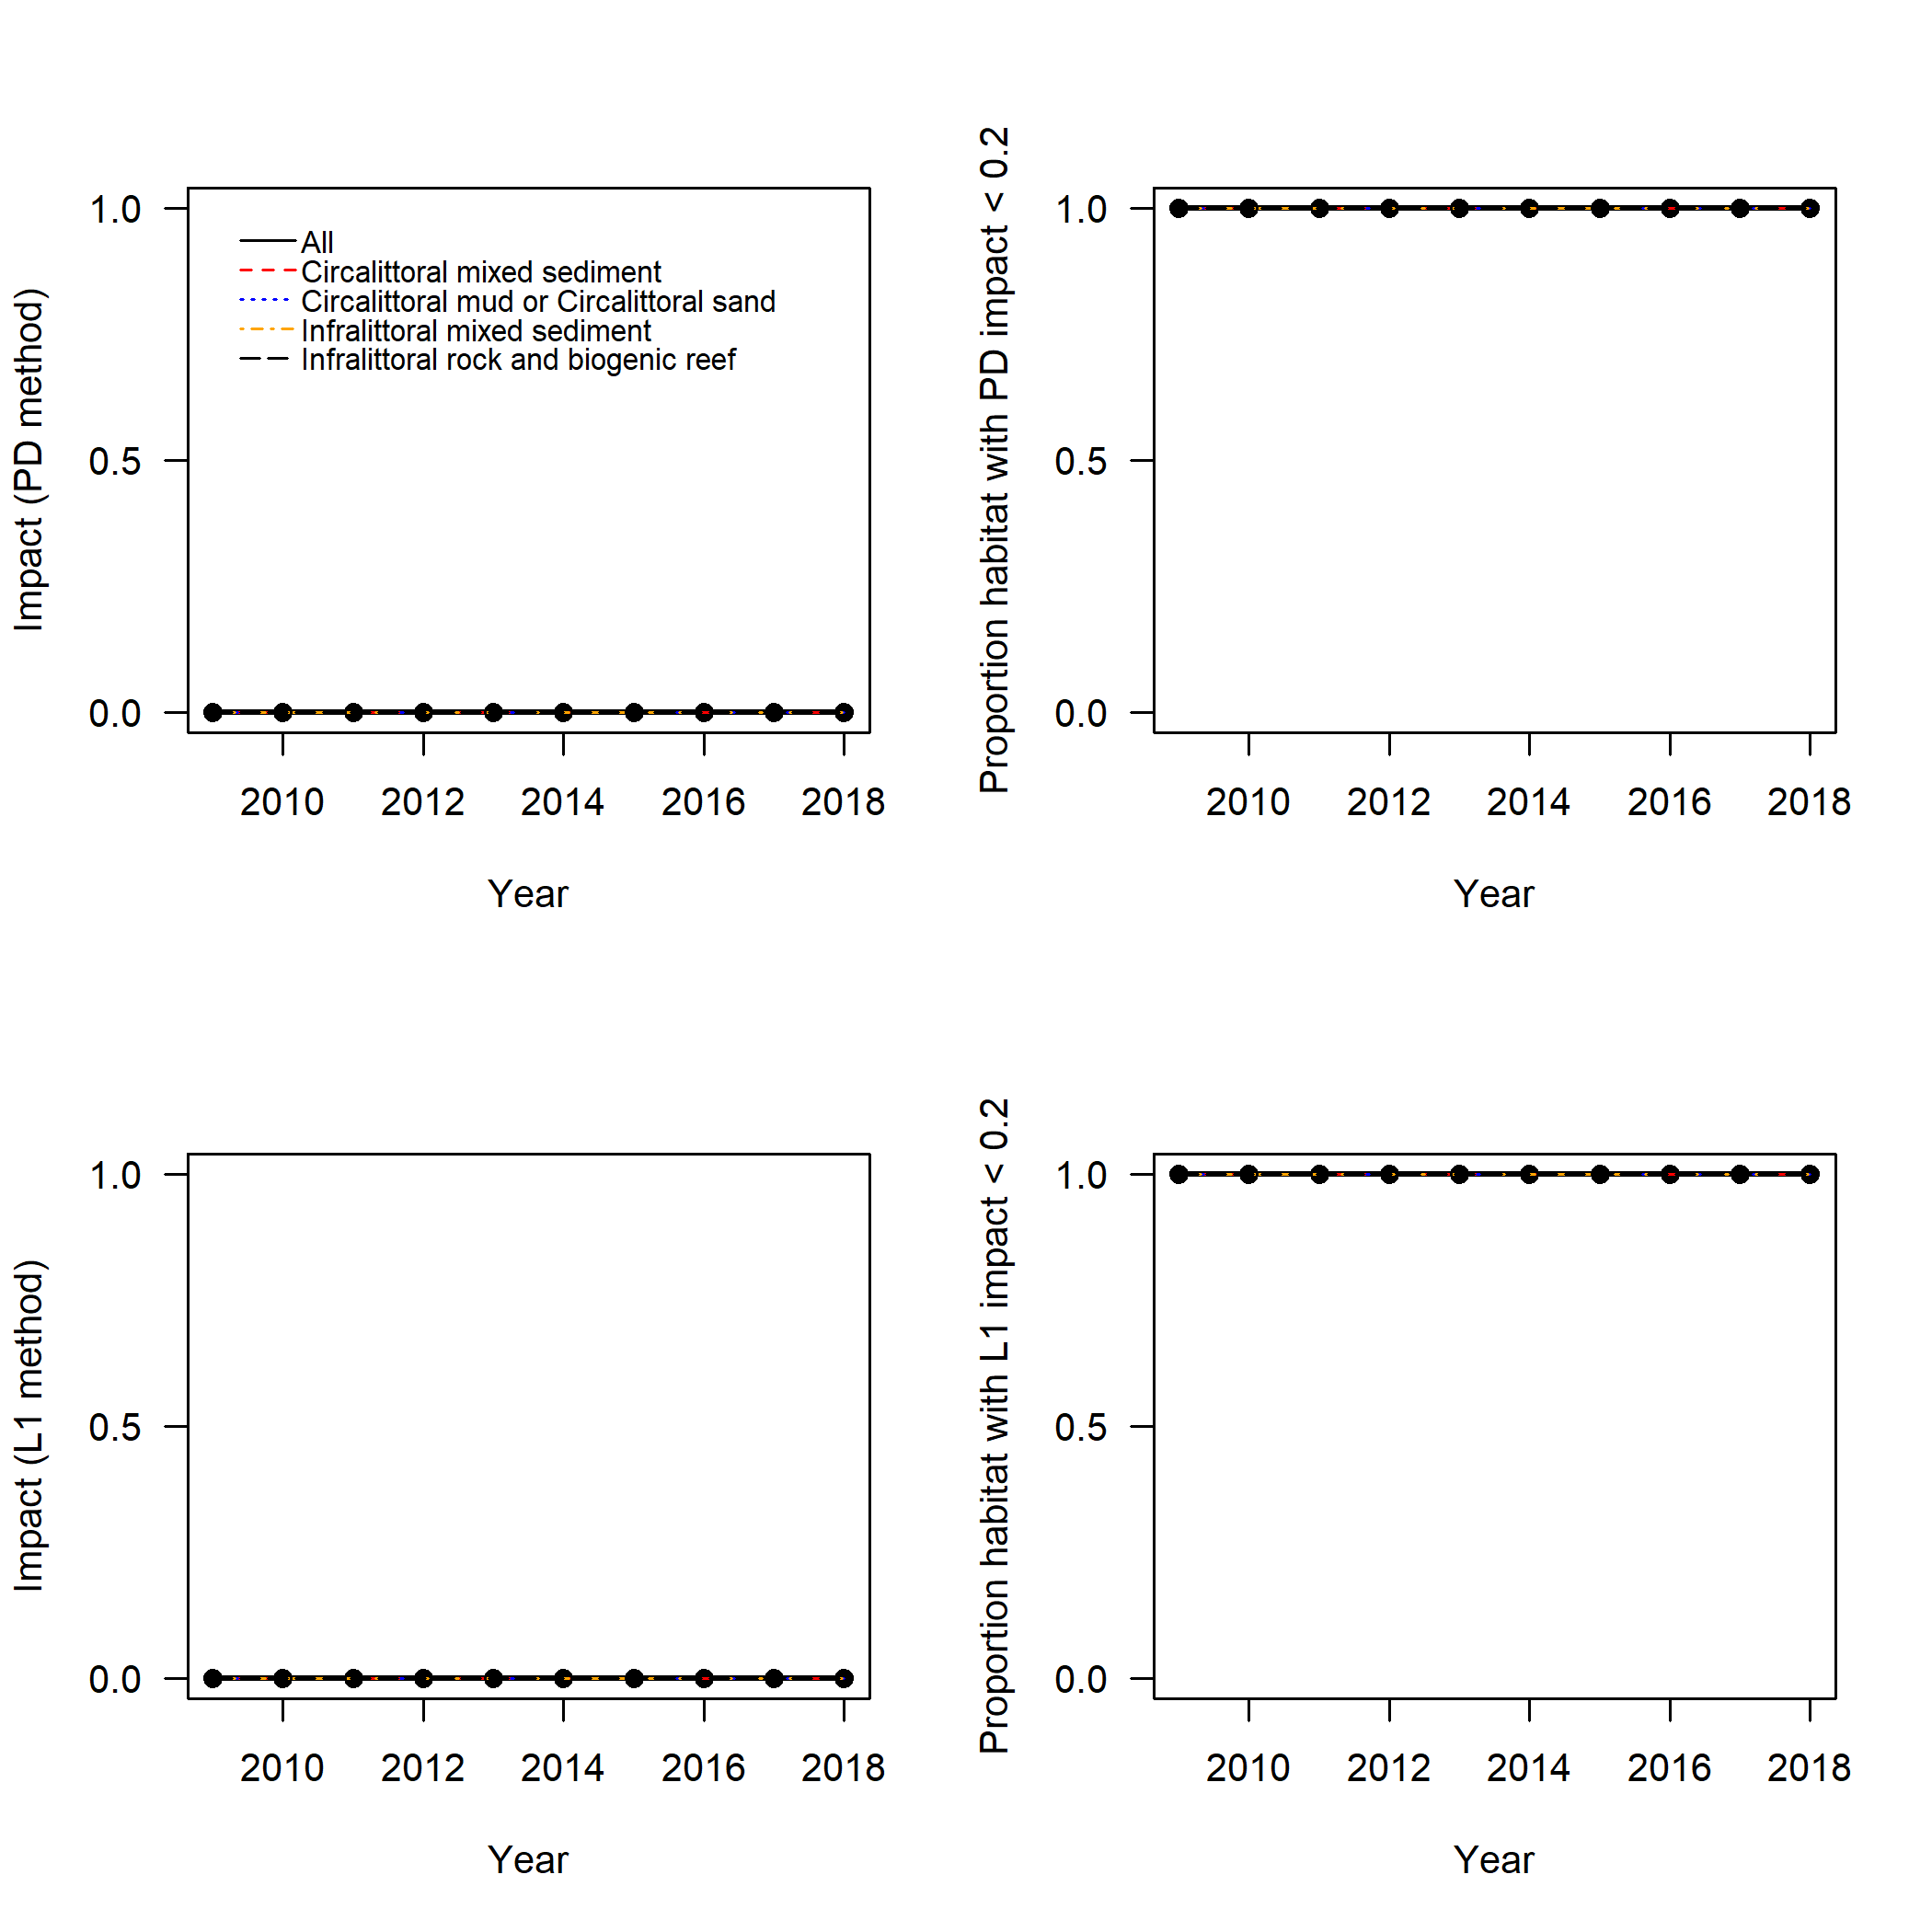 Impact (PD method)
1.0
0.5
0.0
All
Circalittoral mixed sediment
Circalittoral mud or Circalittoral sand
Infralittoral mixed sediment
Infralittoral rock and biogenic reef
2010 2012 2014 2016 2018
Year
Proportion habitat with PD impact < 0.2
1.0
0.5
0.0
2010 2012 2014 2016 2018
Year
Impact (L1 method)
1.0
0.5
0.0
2010 2012 2014 2016 2018
Year
Proportion habitat with L1 impact < 0.2
1.0
0.5
0.0
2010 2012 2014 2016 2018
Year